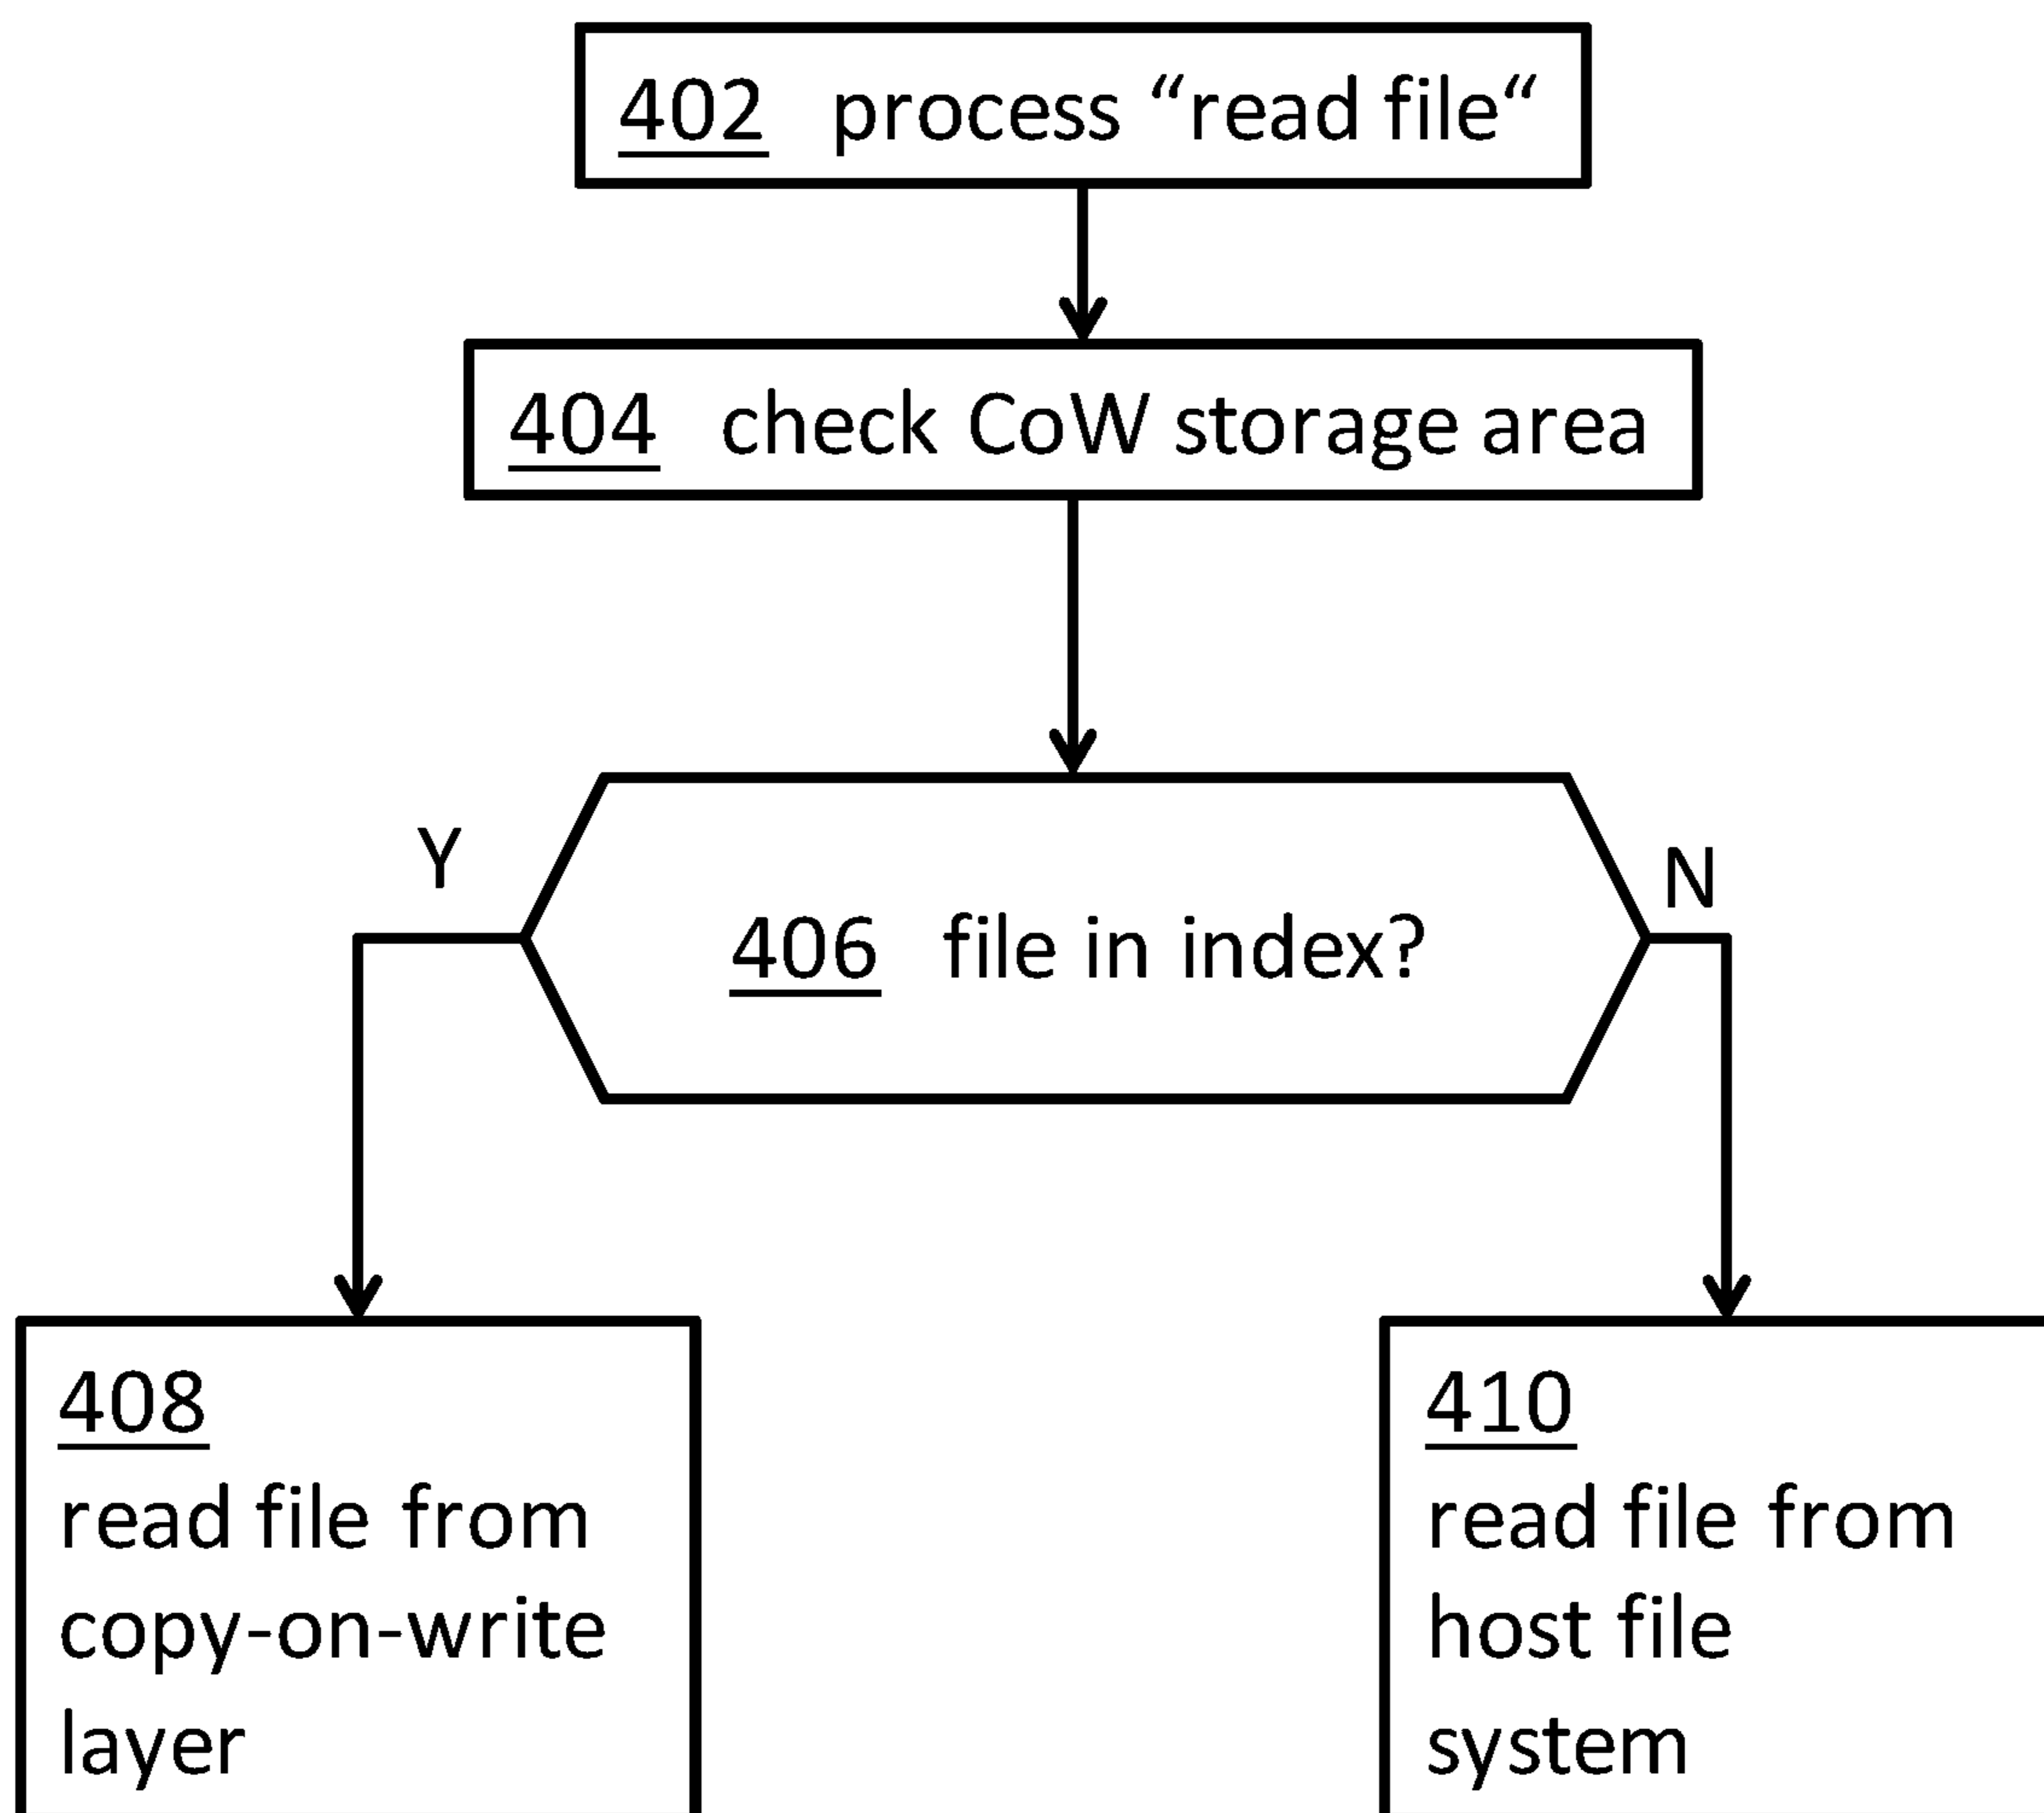 402 process “read file“
404 check CoW storage area
Y
N
406 file in index?
408
read file from
copy-on-write
layer
410
read file from
host file
system